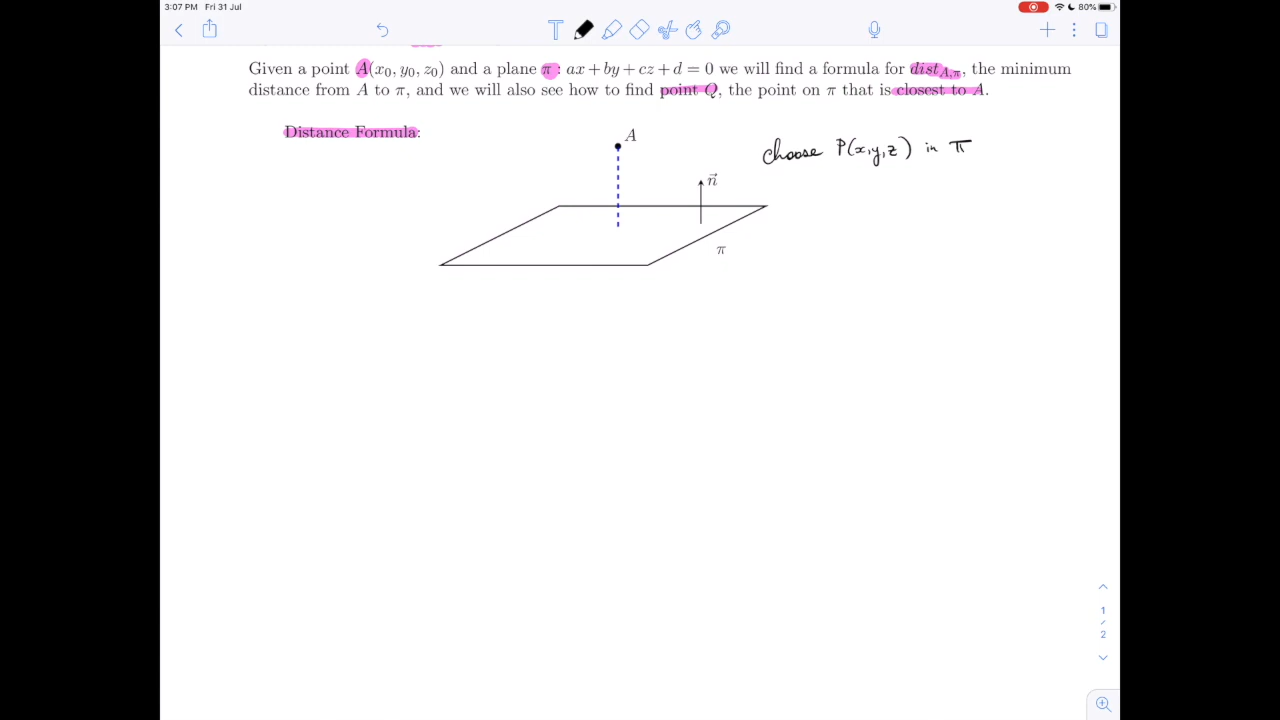 3:07 PM Fri 31 Jul
80%
Given a point A(x₀, y₀, z₀) and a plane π : ax + by + cz + d = 0 we will find a formula for dist_{A,π}, the minimum
distance from A to π, and we will also see how to find point Q, the point on π that is closest to A.
Distance Formula:
A
choose P(x,y,z) in π
n⃗
π
1
/
2